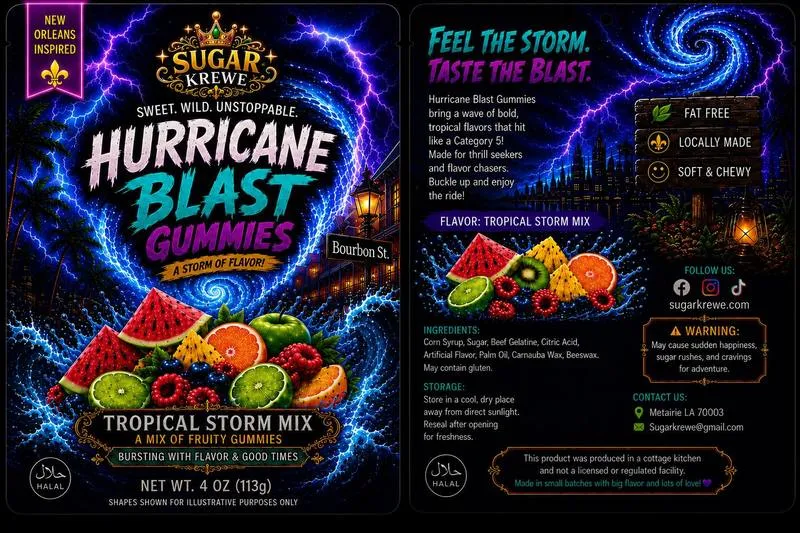 NEW
ORLEANS
INSPIRED
SUGAR
KREWE
SWEET. WILD. UNSTOPPABLE.
HURRICANE
BLAST
GUMMIES
A STORM OF FLAVOR!
Bourbon St.
TROPICAL STORM MIX
A MIX OF FRUITY GUMMIES
BURSTING WITH FLAVOR & GOOD TIMES
حلال
HALAL
NET WT. 4 OZ (113g)
SHAPES SHOWN FOR ILLUSTRATIVE PURPOSES ONLY
FEEL THE STORM.
TASTE THE BLAST.
Hurricane Blast Gummies
bring a wave of bold,
tropical flavors that hit
like a Category 5!
Made for thrill seekers
and flavor chasers.
Buckle up and enjoy
the ride!
FAT FREE
LOCALLY MADE
SOFT & CHEWY
FLAVOR: TROPICAL STORM MIX
FOLLOW US:
sugarkrewe.com
INGREDIENTS:
Corn Syrup, Sugar, Beef Gelatine, Citric Acid,
Artificial Flavor, Palm Oil, Carnauba Wax, Beeswax.
May contain gluten.
WARNING:
May cause sudden happiness,
sugar rushes, and cravings
for adventure.
STORAGE:
Store in a cool, dry place
away from direct sunlight.
Reseal after opening
for freshness.
CONTACT US:
Metairie LA 70003
Sugarkrewe@gmail.com
حلال
HALAL
This product was produced in a cottage kitchen
and not a licensed or regulated facility.
Made in small batches with big flavor and lots of love!